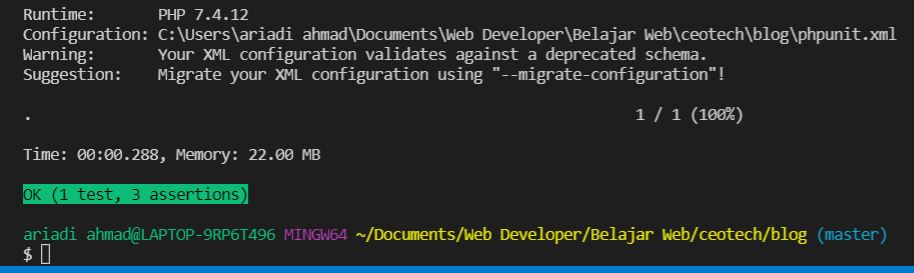 Runtime: PHP 7.4.12
Configuration: C:\Users\ariadi ahmad\Documents\Web Developer\Belajar Web\ceotech\blog\phpunit.xml
Warning: Your XML configuration validates against a deprecated schema.
Suggestion: Migrate your XML configuration using "--migrate-configuration"!
. 1 / 1 (100%)
Time: 00:00.288, Memory: 22.00 MB
OK (1 test, 3 assertions)
ariadi ahmad@LAPTOP-9RP6T496 MINGW64 ~/Documents/Web Developer/Belajar Web/ceotech/blog (master)
$